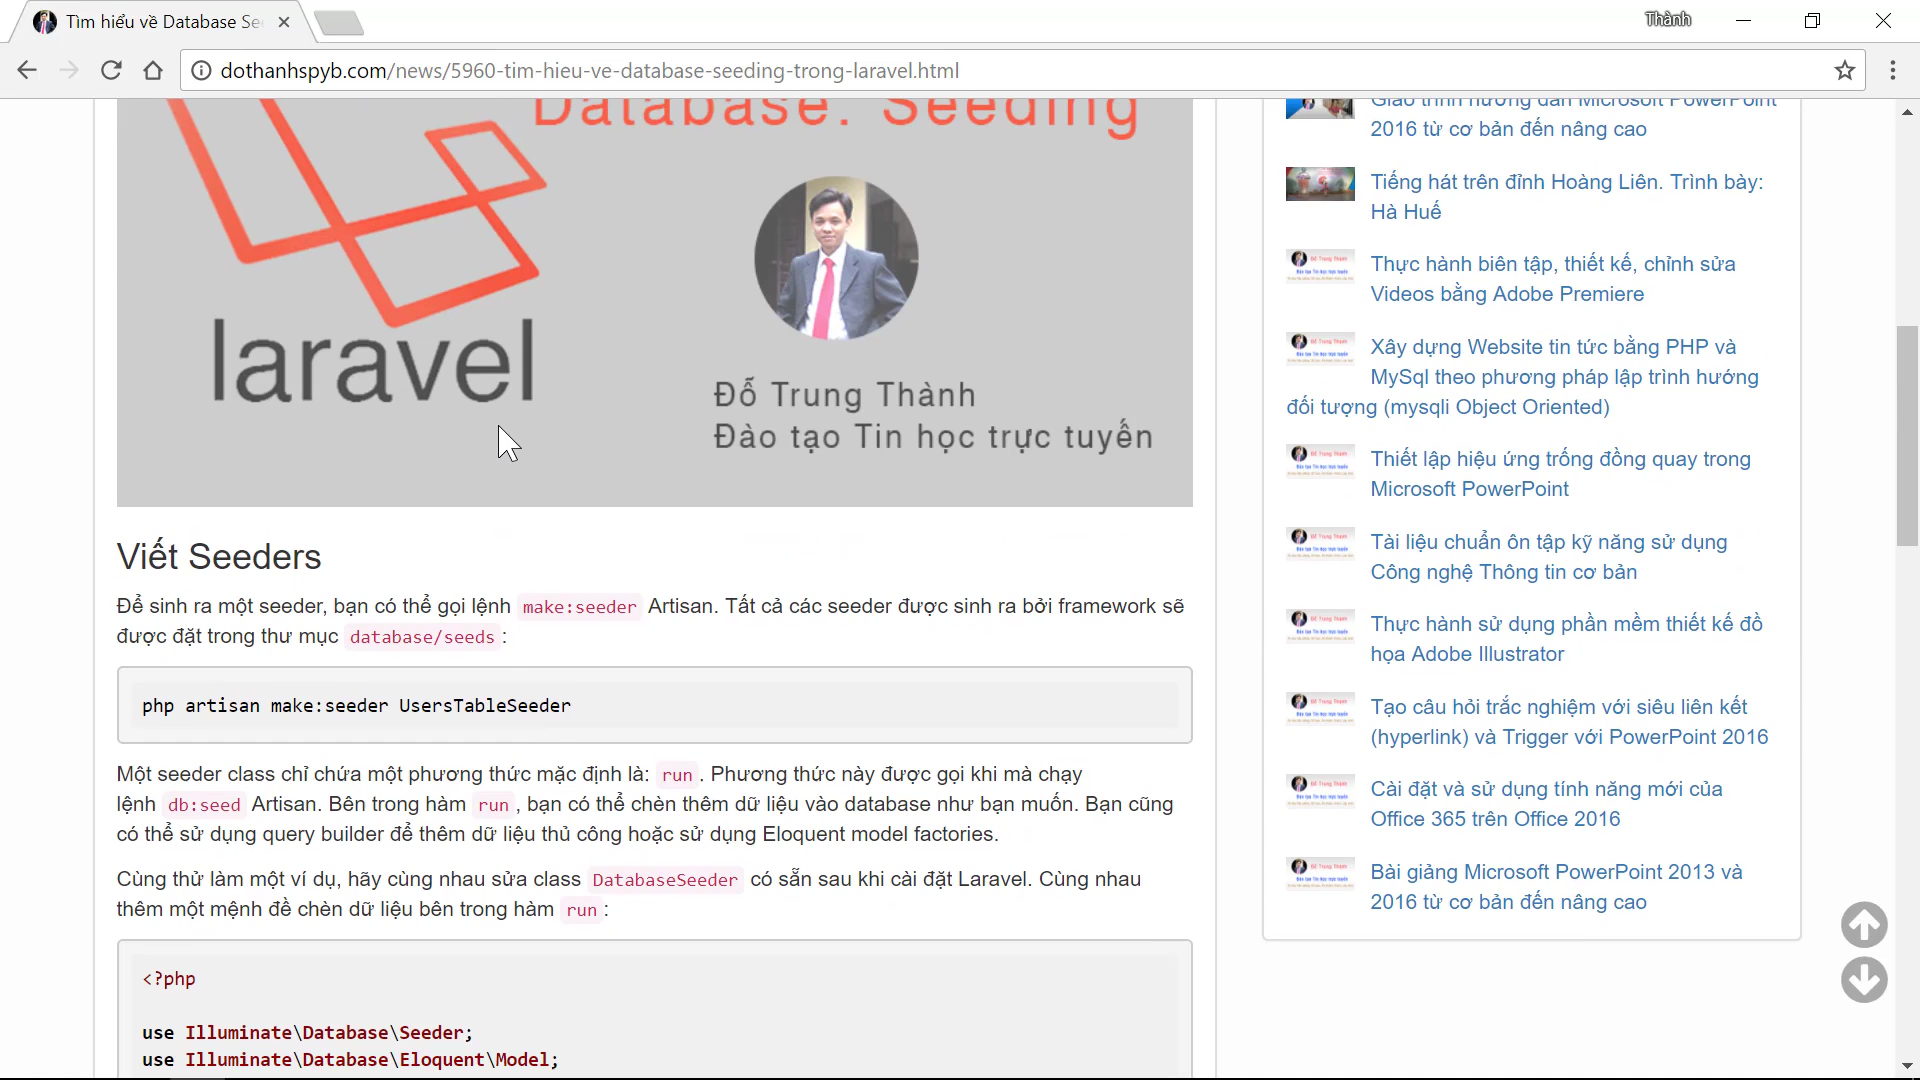 Tìm hiểu về Database Se
Thành
dothanhspyb.com/news/5960-tim-hieu-ve-database-seeding-trong-laravel.html
Database: Seeding
laravel
Đỗ Trung Thành
Đào tạo Tin học trực tuyến
Viết Seeders
Để sinh ra một seeder, bạn có thể gọi lệnh make:seeder Artisan. Tất cả các seeder được sinh ra bởi framework sẽ
được đặt trong thư mục database/seeds :
php artisan make:seeder UsersTableSeeder
Một seeder class chỉ chứa một phương thức mặc định là: run . Phương thức này được gọi khi mà chạy
lệnh db:seed Artisan. Bên trong hàm run , bạn có thể chèn thêm dữ liệu vào database như bạn muốn. Bạn cũng
có thể sử dụng query builder để thêm dữ liệu thủ công hoặc sử dụng Eloquent model factories.
Cùng thử làm một ví dụ, hãy cùng nhau sửa class DatabaseSeeder có sẵn sau khi cài đặt Laravel. Cùng nhau
thêm một mệnh đề chèn dữ liệu bên trong hàm run :
<?php
use Illuminate\Database\Seeder;
use Illuminate\Database\Eloquent\Model;
Giáo trình hướng dẫn Microsoft PowerPoint
2016 từ cơ bản đến nâng cao
Tiếng hát trên đỉnh Hoàng Liên. Trình bày:
Hà Huế
Thực hành biên tập, thiết kế, chỉnh sửa
Videos bằng Adobe Premiere
Xây dựng Website tin tức bằng PHP và
MySql theo phương pháp lập trình hướng
đối tượng (mysqli Object Oriented)
Thiết lập hiệu ứng trống đồng quay trong
Microsoft PowerPoint
Tài liệu chuẩn ôn tập kỹ năng sử dụng
Công nghệ Thông tin cơ bản
Thực hành sử dụng phần mềm thiết kế đồ
họa Adobe Illustrator
Tạo câu hỏi trắc nghiệm với siêu liên kết
(hyperlink) và Trigger với PowerPoint 2016
Cài đặt và sử dụng tính năng mới của
Office 365 trên Office 2016
Bài giảng Microsoft PowerPoint 2013 và
2016 từ cơ bản đến nâng cao